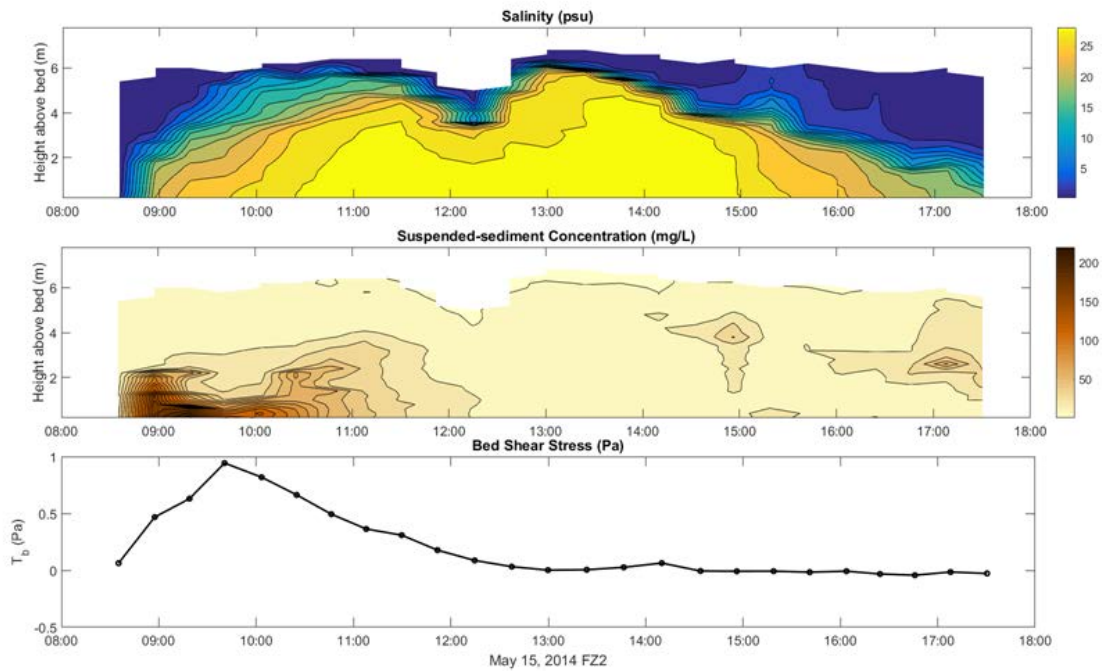 Salinity (psu)
Height above bed (m)
6
4
2
08:00 09:00 10:00 11:00 12:00 13:00 14:00 15:00 16:00 17:00 18:00
25
20
15
10
5
Suspended-sediment Concentration (mg/L)
Height above bed (m)
6
4
2
08:00 09:00 10:00 11:00 12:00 13:00 14:00 15:00 16:00 17:00 18:00
200
150
100
50
Bed Shear Stress (Pa)
T_b (Pa)
1
0.5
0
-0.5
08:00 09:00 10:00 11:00 12:00 13:00 14:00 15:00 16:00 17:00 18:00
May 15, 2014 FZ2